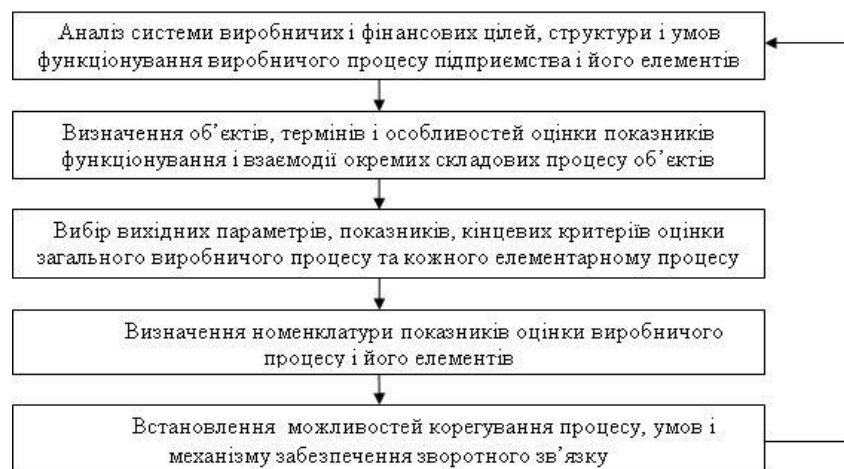 Аналіз системи виробничих і фінансових цілей, структури і умов
функціонування виробничого процесу підприємства і його елементів
Визначення об’єктів, термінів і особливостей оцінки показників
функціонування і взаємодії окремих складових процесу об’єктів
Вибір вихідних параметрів, показників, кінцевих критеріїв оцінки
загального виробничого процесу та кожного елементарному процесу
Визначення номенклатури показників оцінки виробничого
процесу і його елементів
Встановлення можливостей корегування процесу, умов і
механізму забезпечення зворотного зв’язку